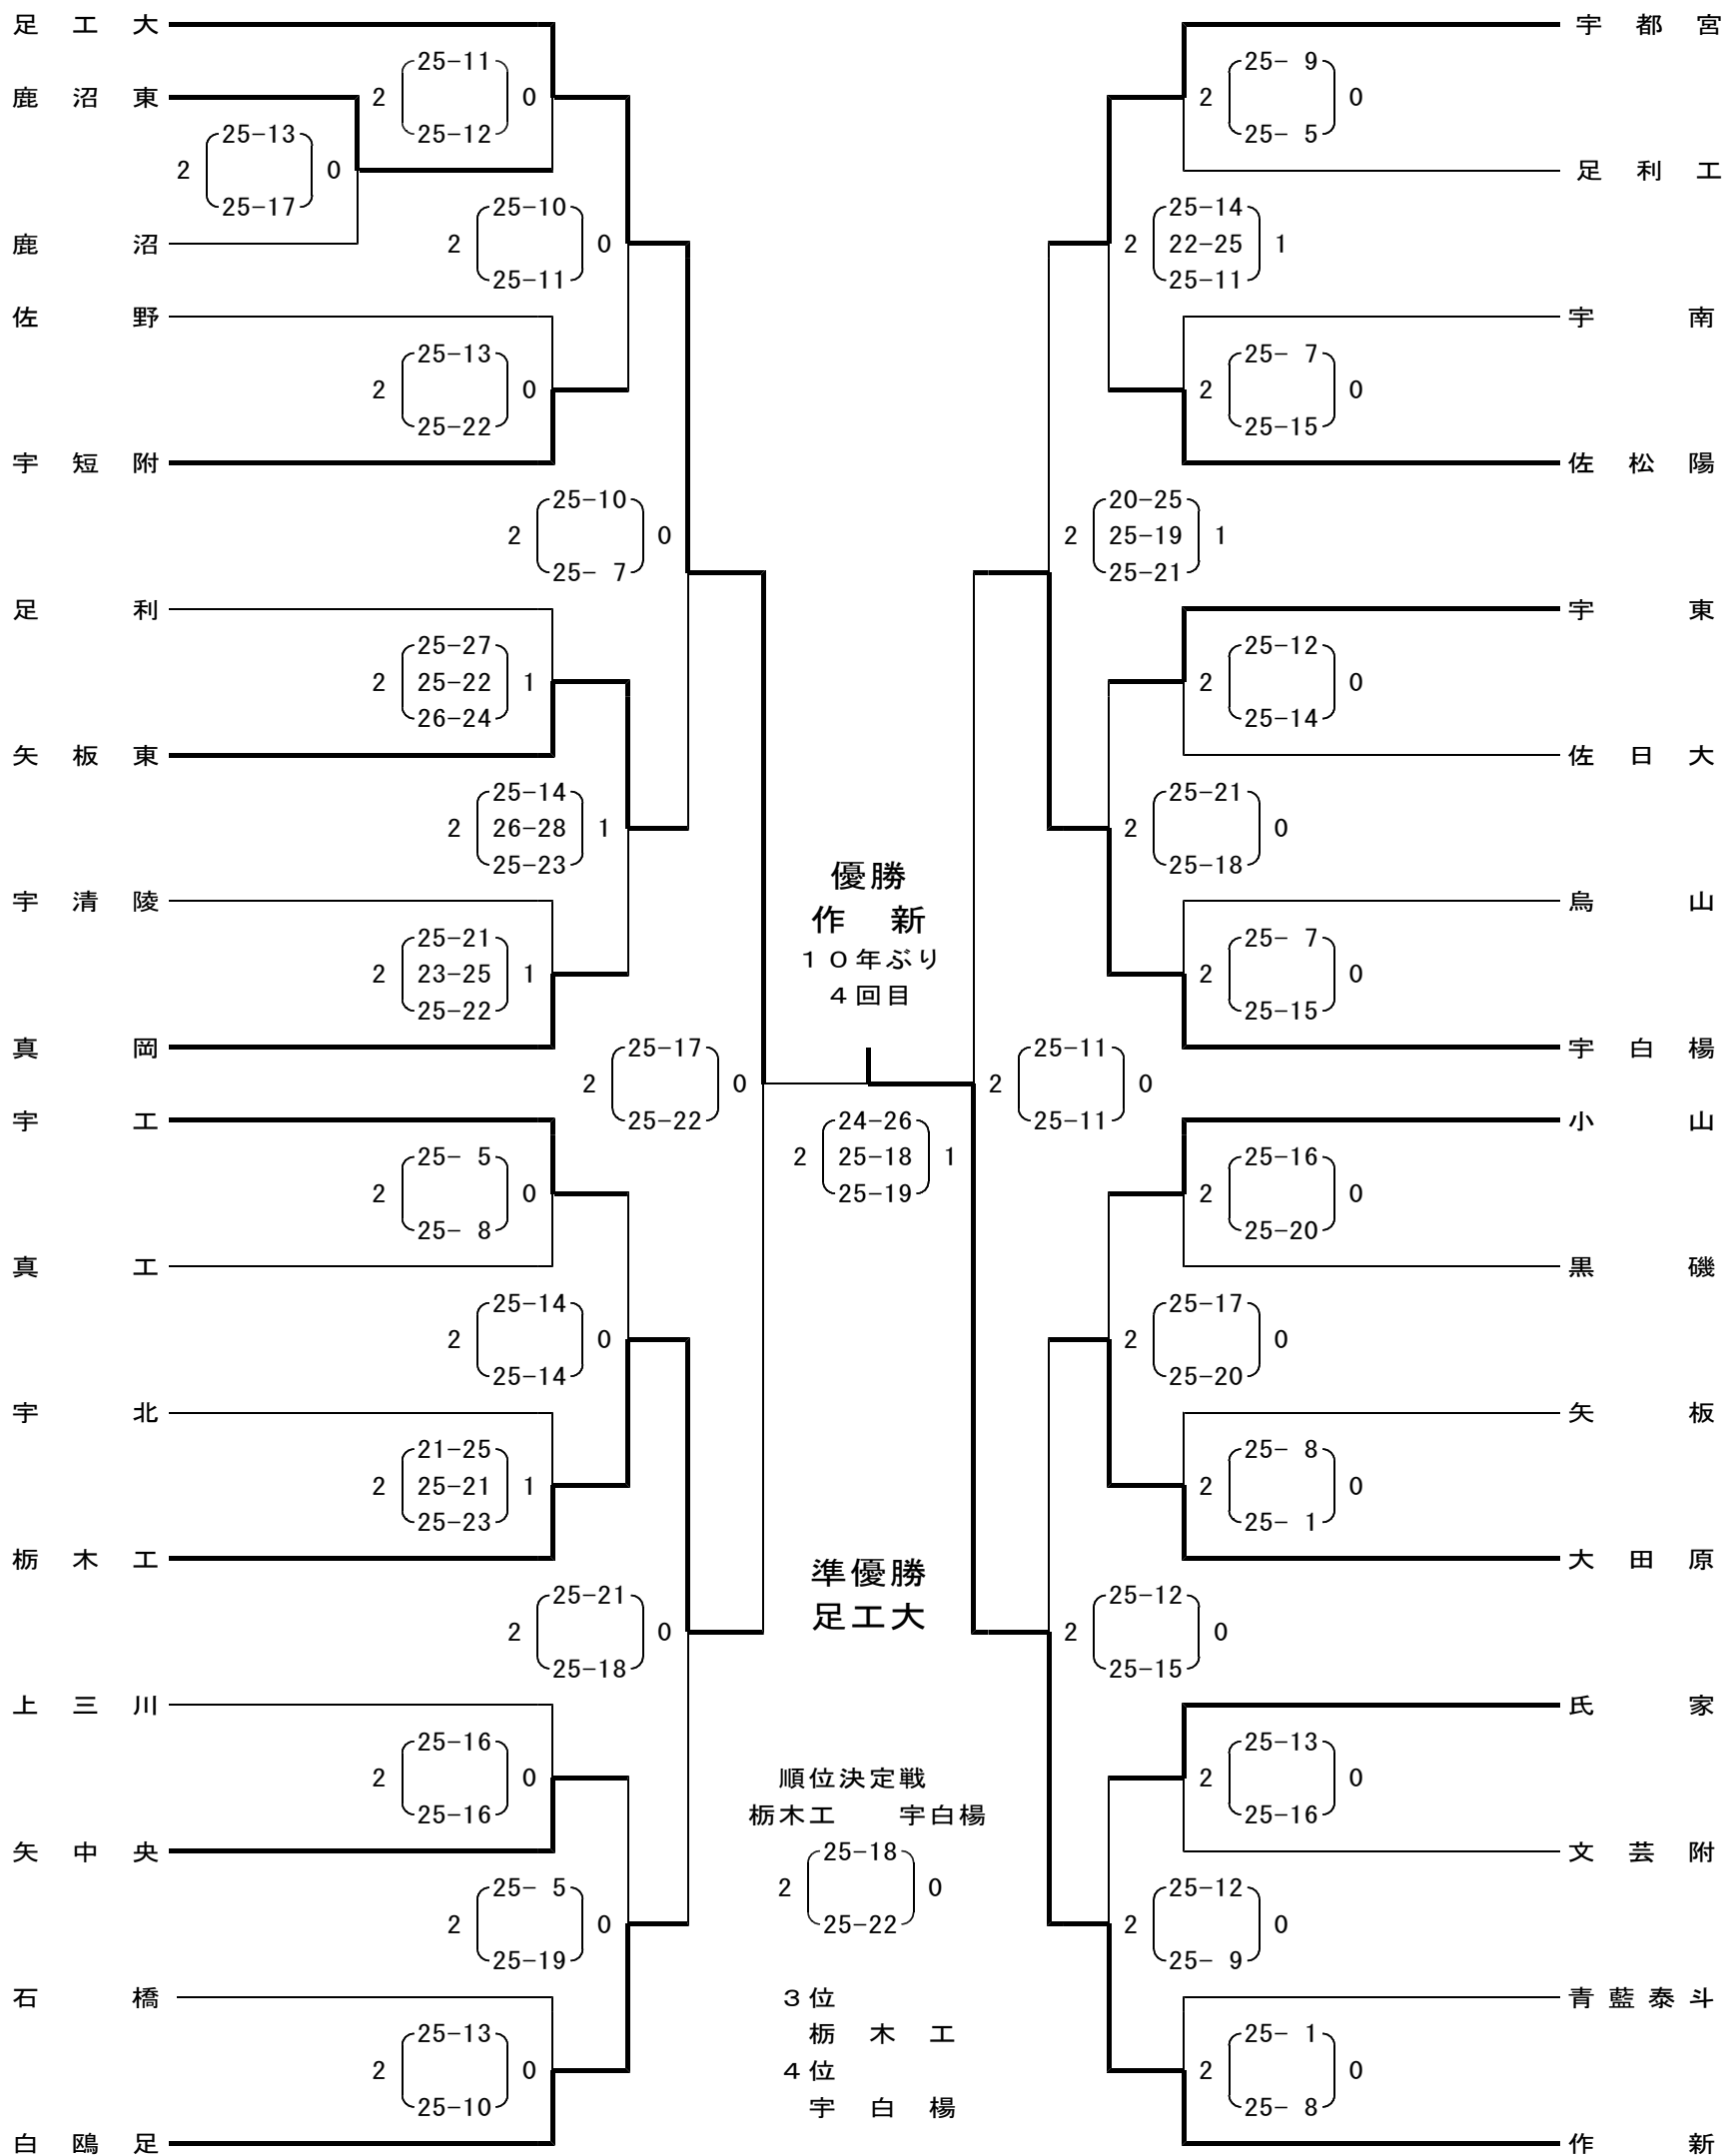 足工大
25-11
2 0
25-12
鹿沼東
25-13
2 0
25-17
鹿沼
25-10
2 0
25-11
佐野
25-13
2 0
25-22
宇短附
25-10
2 0
25- 7
足利
25-27
2 25-22 1
26-24
矢板東
25-14
2 26-28 1
25-23
宇清陵
25-21
2 23-25 1
25-22
真岡
25-17
2 0
25-22
宇工
25- 5
2 0
25- 8
真工
25-14
2 0
25-14
宇北
21-25
2 25-21 1
25-23
栃木工
25-21
2 0
25-18
上三川
25-16
2 0
25-16
矢中央
25- 5
2 0
25-19
石橋
25-13
2 0
25-10
白鴎足
優勝
作 新
10年ぶり
4回目
24-26
2 25-18 1
25-19
準優勝
足工大
順位決定戦
栃木工 宇白楊
25-18
2 0
25-22
3位
栃木工
4位
宇白楊
宇都宮
25- 9
2 0
25- 5
足利工
25-14
2 22-25 1
25-11
宇南
25- 7
2 0
25-15
佐松陽
20-25
2 25-19 1
25-21
宇東
25-12
2 0
25-14
佐日大
25-21
2 0
25-18
烏山
25- 7
2 0
25-15
宇白楊
25-11
2 0
25-11
小山
25-16
2 0
25-20
黒磯
25-17
2 0
25-20
矢板
25- 8
2 0
25- 1
大田原
25-12
2 0
25-15
氏家
25-13
2 0
25-16
文芸附
25-12
2 0
25- 9
青藍泰斗
25- 1
2 0
25- 8
作新